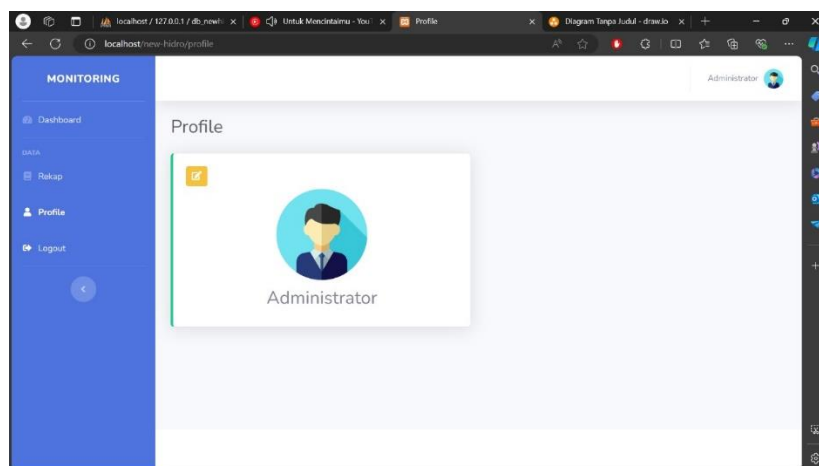 localhost / 127.0.0.1 / db_newhi
Untuk Mencintaimu - YouT
Profile
Diagram Tanpa Judul - draw.io
localhost/new-hidro/profile
MONITORING
Administrator
Dashboard
Profile
DATA
Rekap
Profile
Logout
Administrator